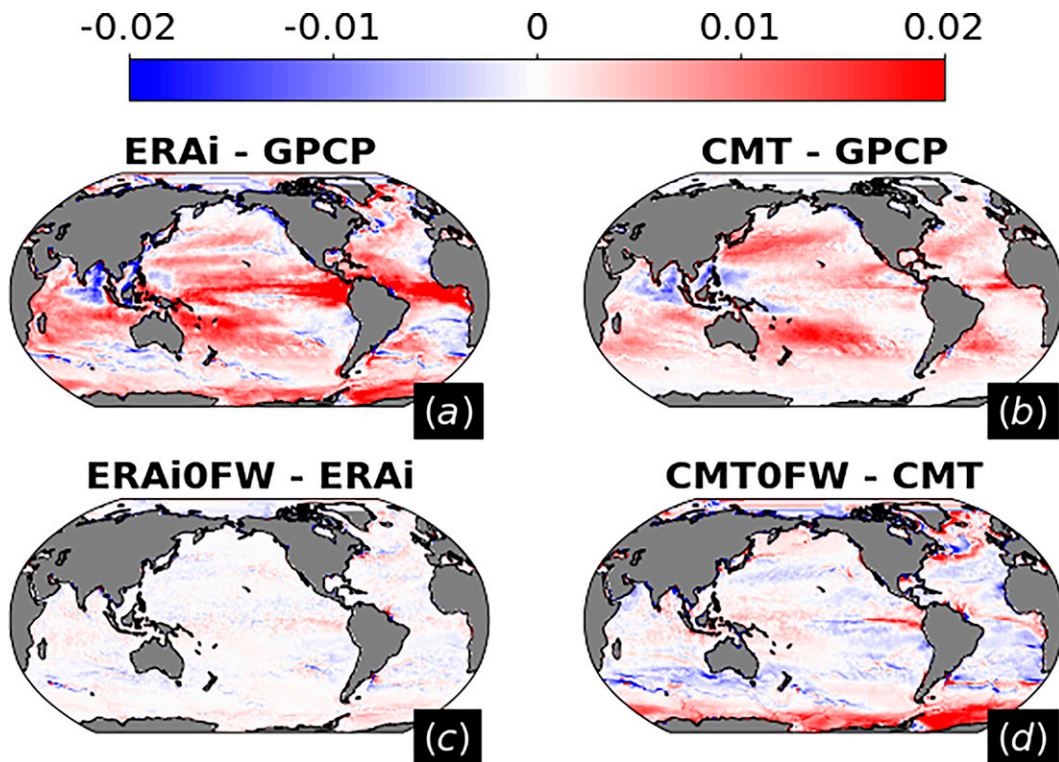 -0.02 -0.01 0 0.01 0.02
ERAi - GPCP CMT - GPCP
(a) (b)
ERAi0FW - ERAi CMT0FW - CMT
(c) (d)